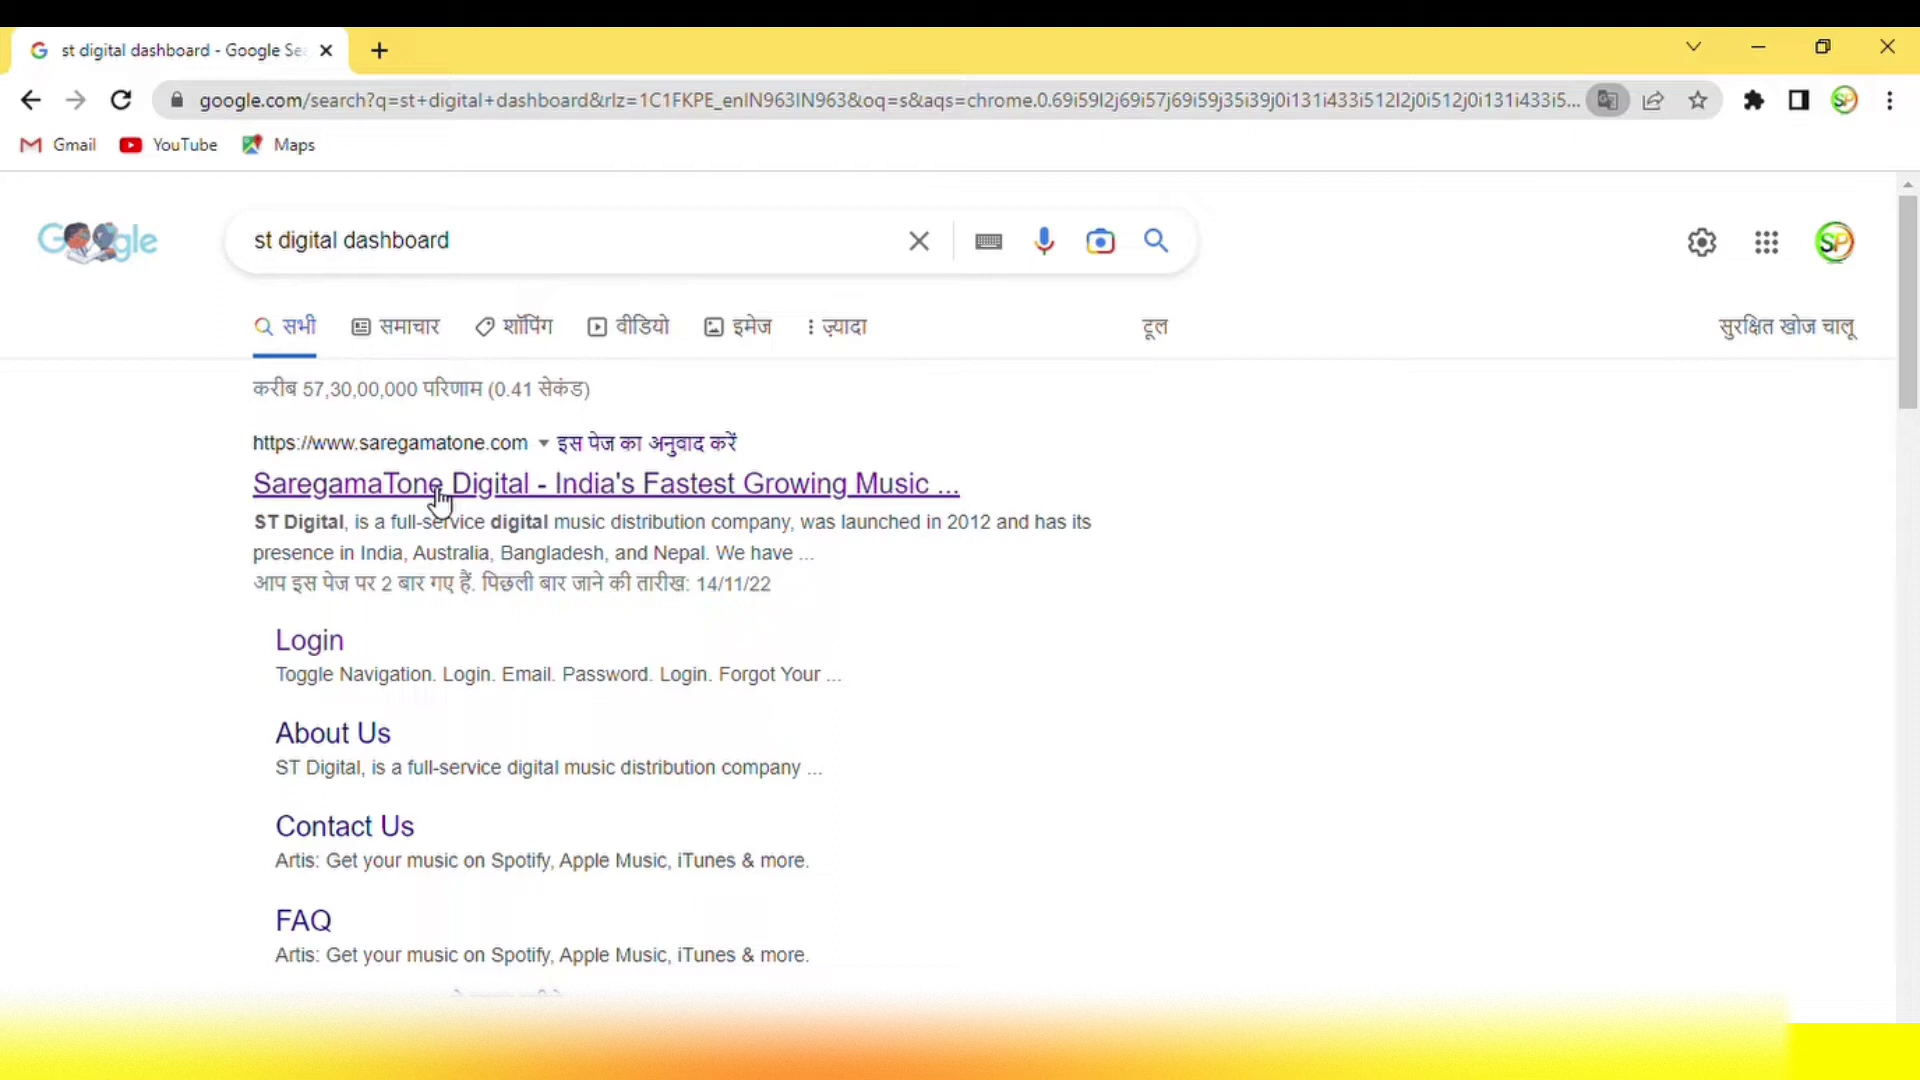 st digital dashboard - Google Se
google.com/search?q=st+digital+dashboard&rlz=1C1FKPE_enIN963IN963&oq=s&aqs=chrome.0.69i59l2j69i57j69i59j35i39j0i131i433i512l2j0i512j0i131i433i5...
Gmail YouTube Maps
Google st digital dashboard SP
सभी समाचार शॉपिंग वीडियो इमेज ज़्यादा टूल सुरक्षित खोज चालू
करीब 57,30,00,000 परिणाम (0.41 सेकंड)
https://www.saregamatone.com इस पेज का अनुवाद करें
SaregamaTone Digital - India's Fastest Growing Music ...
ST Digital, is a full-service digital music distribution company, was launched in 2012 and has its
presence in India, Australia, Bangladesh, and Nepal. We have ...
आप इस पेज पर 2 बार गए हैं. पिछली बार जाने की तारीख: 14/11/22
Login
Toggle Navigation. Login. Email. Password. Login. Forgot Your ...
About Us
ST Digital, is a full-service digital music distribution company ...
Contact Us
Artis: Get your music on Spotify, Apple Music, iTunes & more.
FAQ
Artis: Get your music on Spotify, Apple Music, iTunes & more.